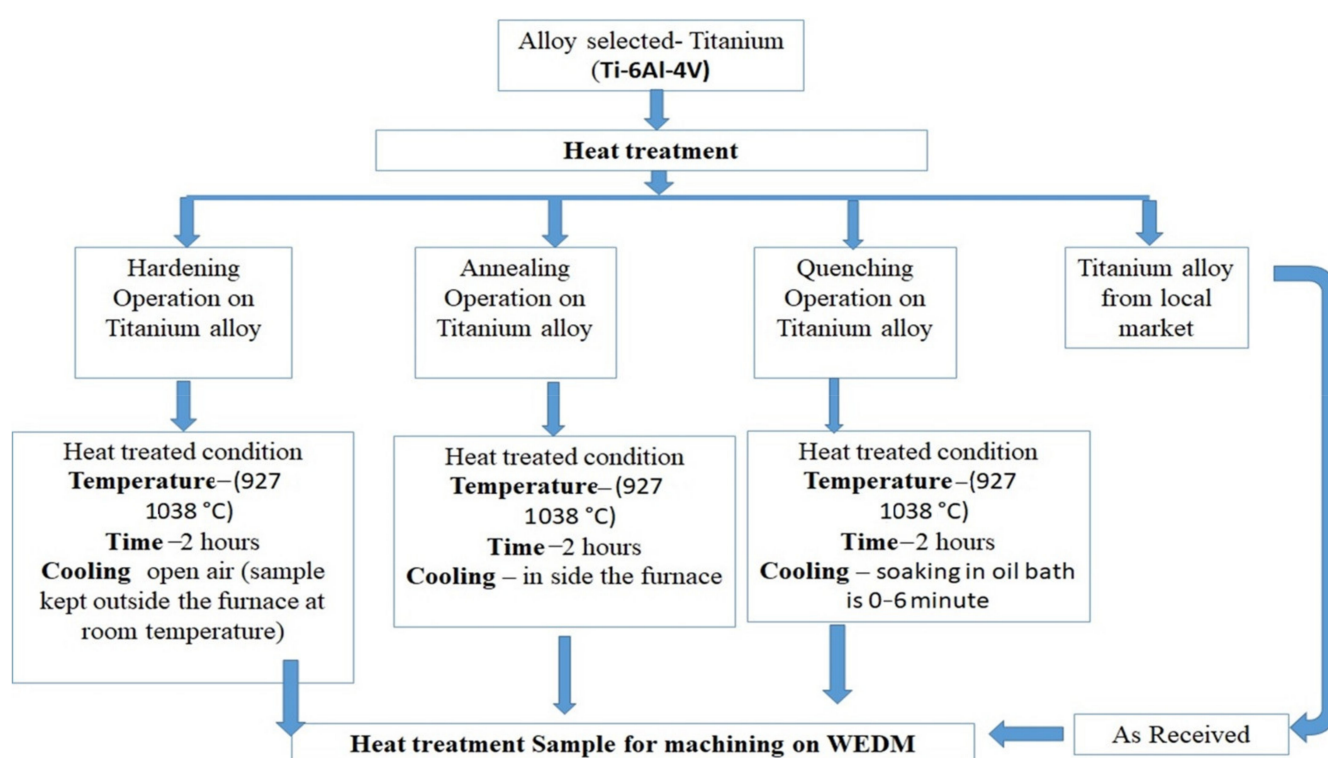 Alloy selected- Titanium
(Ti-6Al-4V)
Heat treatment
Hardening
Operation on
Titanium alloy
Annealing
Operation on
Titanium alloy
Quenching
Operation on
Titanium alloy
Titanium alloy
from local
market
Heat treated condition
Temperature–(927
1038 °C)
Time–2 hours
Cooling open air (sample
kept outside the furnace at
room temperature)
Heat treated condition
Temperature–(927
1038 °C)
Time–2 hours
Cooling – in side the furnace
Heat treated condition
Temperature–(927
1038 °C)
Time–2 hours
Cooling – soaking in oil bath
is 0-6 minute
Heat treatment Sample for machining on WEDM
As Received